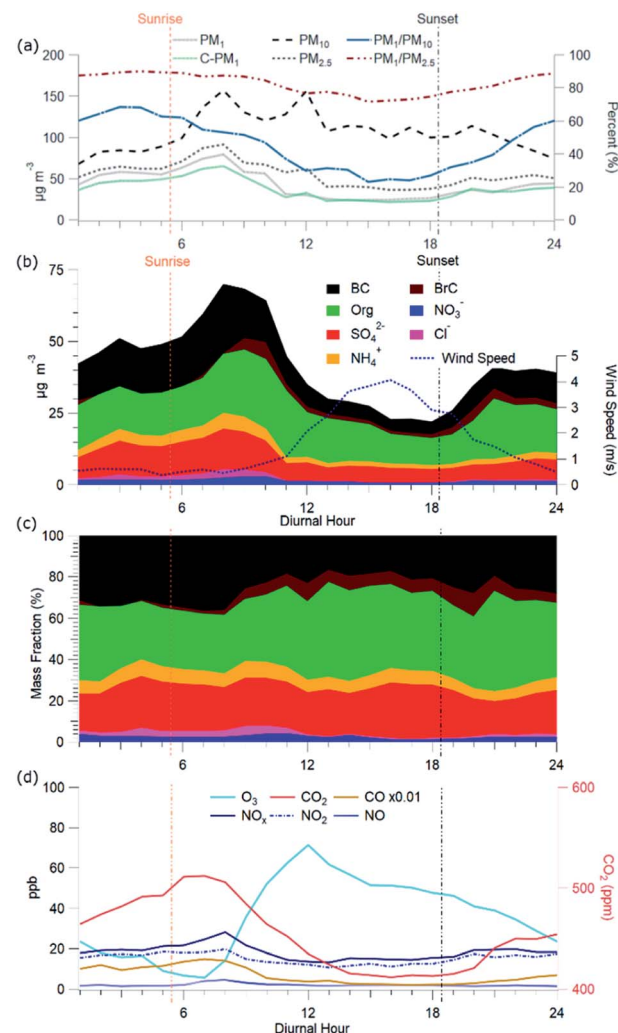 Sunrise Sunset
(a)
PM₁ PM₁₀ PM₁/PM₁₀
C-PM₁ PM₂.₅ PM₁/PM₂.₅
200 100
150 80
60
100
40
50
20
0 0
µg m⁻³
Percent (%)
6 12 18 24
(b)
Sunrise Sunset
75
50
25
0
µg m⁻³
BC BrC
Org NO₃⁻
SO₄²⁻ Cl⁻
NH₄⁺ Wind Speed
5
4
3
2
1
0
Wind Speed (m/s)
6 12 18 24
Diurnal Hour
(c)
100
80
60
40
20
0
Mass Fraction (%)
6 12 18 24
(d)
O₃ CO₂ CO x0.01
NOₓ NO₂ NO
100 600
80
60
500
40
20
0 400
ppb
CO₂ (ppm)
6 12 18 24
Diurnal Hour